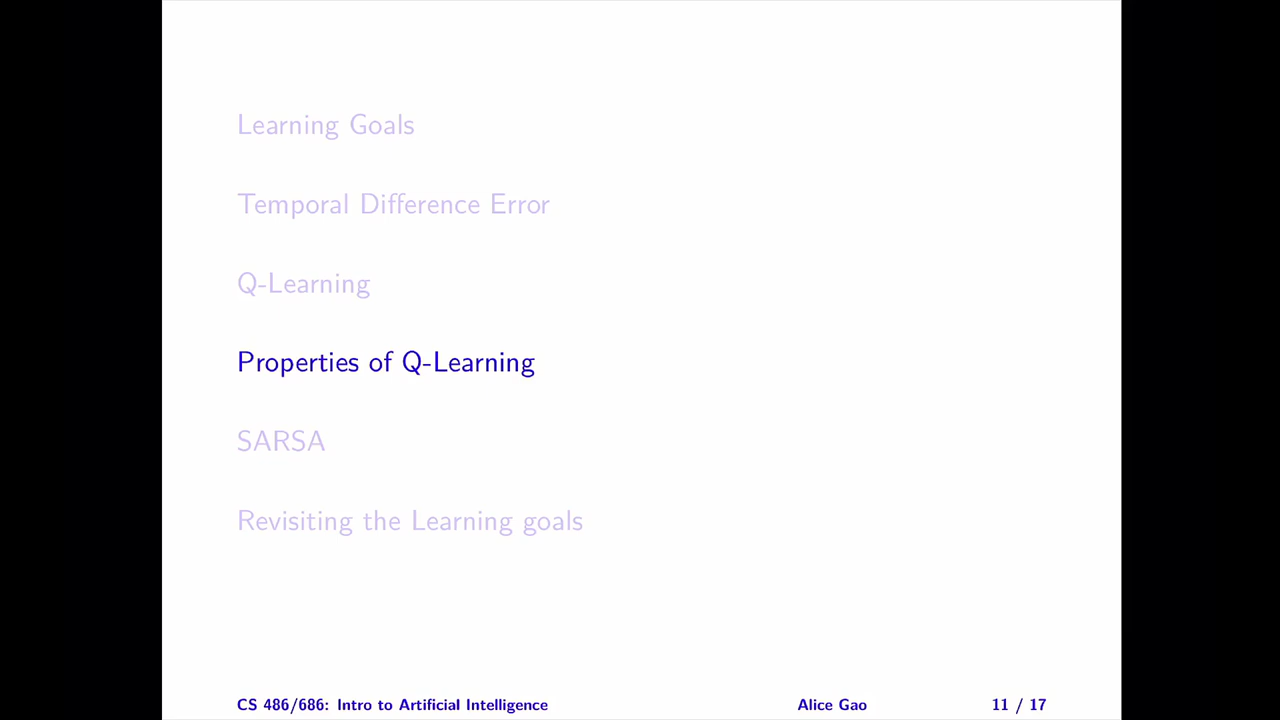 Learning Goals
Temporal Difference Error
Q-Learning
Properties of Q-Learning
SARSA
Revisiting the Learning goals
CS 486/686: Intro to Artificial Intelligence Alice Gao 11 / 17